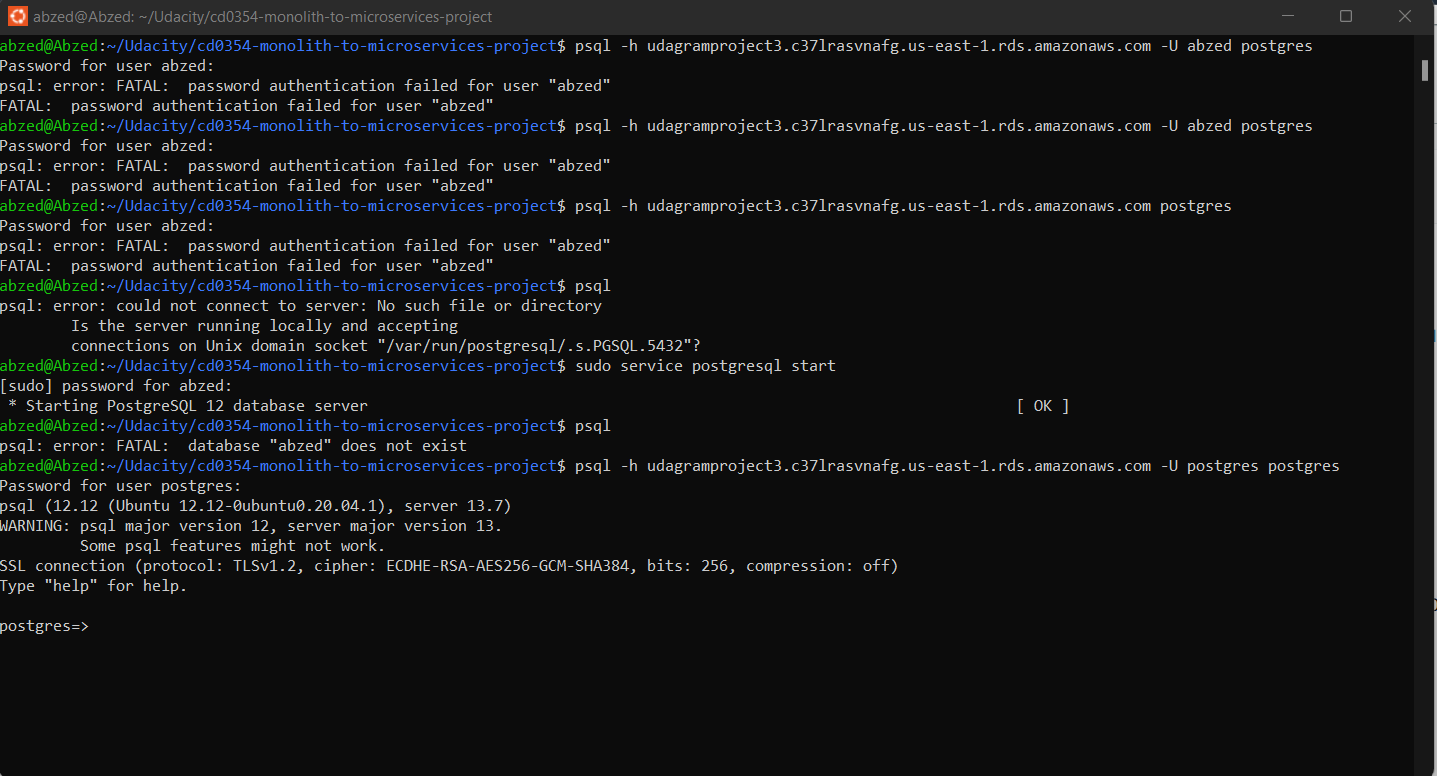 abzed@Abzed: ~/Udacity/cd0354-monolith-to-microservices-project
abzed@Abzed:~/Udacity/cd0354-monolith-to-microservices-project$ psql -h udagramproject3.c37lrasvnafg.us-east-1.rds.amazonaws.com -U abzed postgres
Password for user abzed:
psql: error: FATAL:  password authentication failed for user "abzed"
FATAL:  password authentication failed for user "abzed"
abzed@Abzed:~/Udacity/cd0354-monolith-to-microservices-project$ psql -h udagramproject3.c37lrasvnafg.us-east-1.rds.amazonaws.com -U abzed postgres
Password for user abzed:
psql: error: FATAL:  password authentication failed for user "abzed"
FATAL:  password authentication failed for user "abzed"
abzed@Abzed:~/Udacity/cd0354-monolith-to-microservices-project$ psql -h udagramproject3.c37lrasvnafg.us-east-1.rds.amazonaws.com postgres
Password for user abzed:
psql: error: FATAL:  password authentication failed for user "abzed"
FATAL:  password authentication failed for user "abzed"
abzed@Abzed:~/Udacity/cd0354-monolith-to-microservices-project$ psql
psql: error: could not connect to server: No such file or directory
        Is the server running locally and accepting
        connections on Unix domain socket "/var/run/postgresql/.s.PGSQL.5432"?
abzed@Abzed:~/Udacity/cd0354-monolith-to-microservices-project$ sudo service postgresql start
[sudo] password for abzed:
 * Starting PostgreSQL 12 database server                                                                        [ OK ]
abzed@Abzed:~/Udacity/cd0354-monolith-to-microservices-project$ psql
psql: error: FATAL:  database "abzed" does not exist
abzed@Abzed:~/Udacity/cd0354-monolith-to-microservices-project$ psql -h udagramproject3.c37lrasvnafg.us-east-1.rds.amazonaws.com -U postgres postgres
Password for user postgres:
psql (12.12 (Ubuntu 12.12-0ubuntu0.20.04.1), server 13.7)
WARNING: psql major version 12, server major version 13.
         Some psql features might not work.
SSL connection (protocol: TLSv1.2, cipher: ECDHE-RSA-AES256-GCM-SHA384, bits: 256, compression: off)
Type "help" for help.
postgres=>